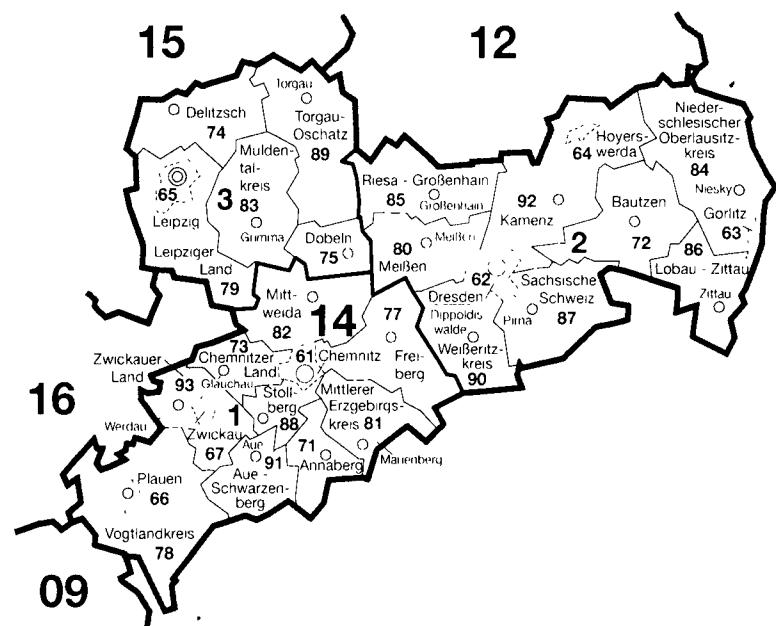 15
12
Torgau
Delitzsch
74
Torgau-
Oschatz
89
Nieder-
schlesischer
Oberlausitz-
kreis
84
Niesky
Hoyers-
werda
64
Mulden-
tal-
kreis
83
Grimma
3
65
Leipzig
Riesa - Großenhain
85
Großenhain
92
Kamenz
Bautzen
72
Görlitz
63
Leipziger
Land
79
Döbeln
75
80
Meißen
Meißen
2
86
Löbau - Zittau
Zittau
62
Dresden
Dippoldis
walde
Weißeritz-
kreis
90
Sächsische
Schweiz
87
Pirna
Mitt-
weida
82
14
77
Frei-
berg
73
Chemnitzer
Land
Glauchau
61
Chemnitz
Zwickauer
Land
93
Werdau
16
1
Stoll-
berg
88
Mittlerer
Erzgebirgs-
kreis 81
Marienberg
Zwickau
67
Aue
91
Aue -
Schwarzen-
berg
71
Annaberg
Plauen
66
Vogtlandkreis
78
09